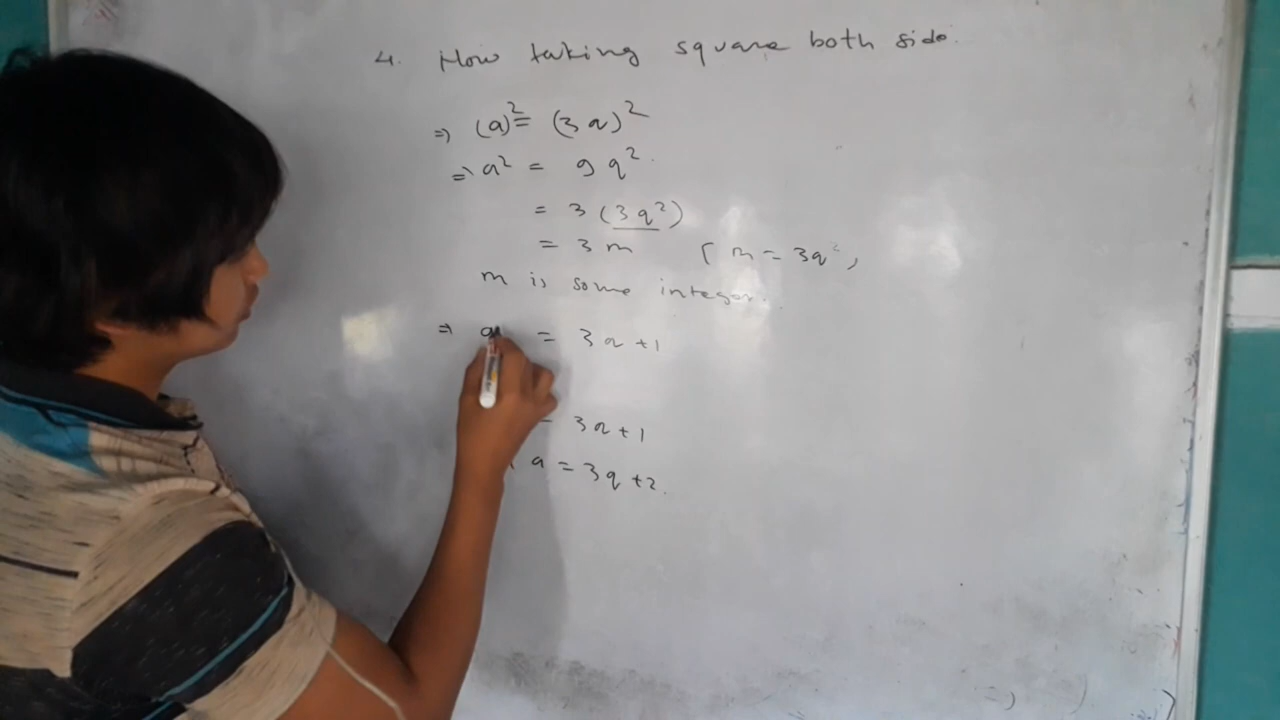 4. Now taking square both side.
⇒ (a)² = (3q)²
⇒ a² = 9q².
= 3(3q²)
= 3m [m = 3q²,
m is some integer.
⇒ a = 3q+1
= 3q+1
a = 3q+2.